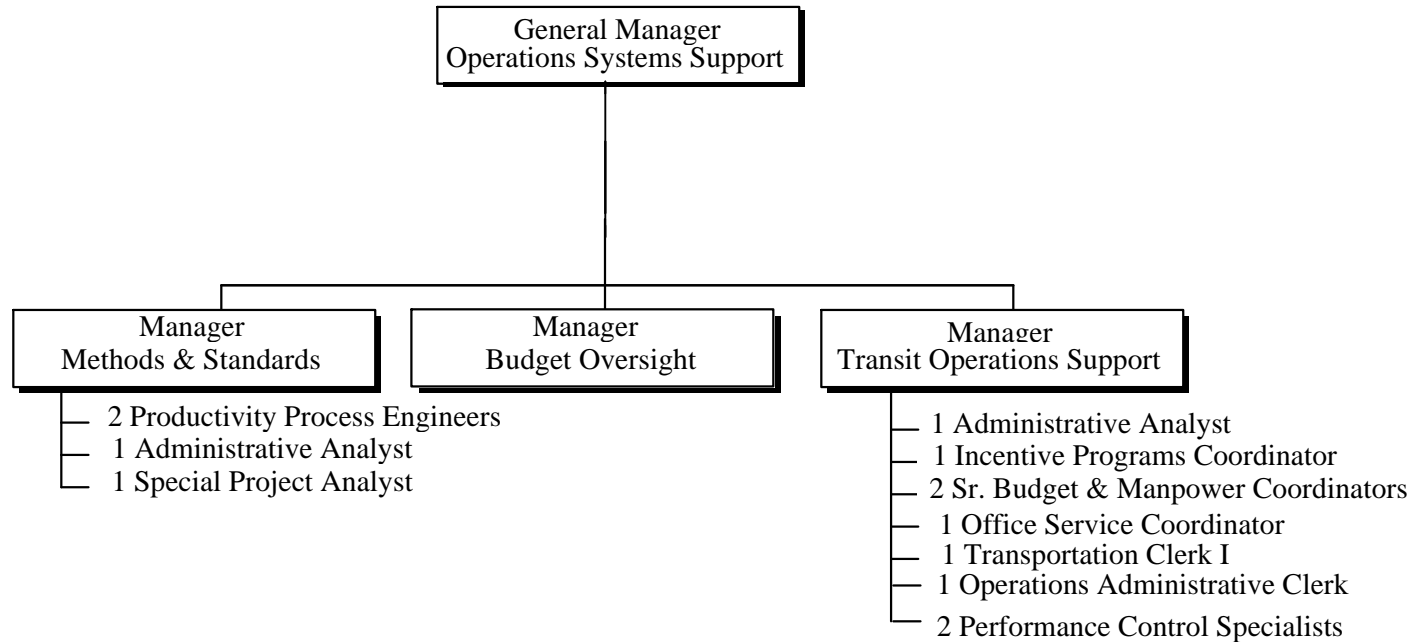 General Manager
Operations Systems Support
Manager
Methods & Standards
2 Productivity Process Engineers
1 Administrative Analyst
1 Special Project Analyst
Manager
Budget Oversight
Manager
Transit Operations Support
1 Administrative Analyst
1 Incentive Programs Coordinator
2 Sr. Budget & Manpower Coordinators
1 Office Service Coordinator
1 Transportation Clerk I
1 Operations Administrative Clerk
2 Performance Control Specialists